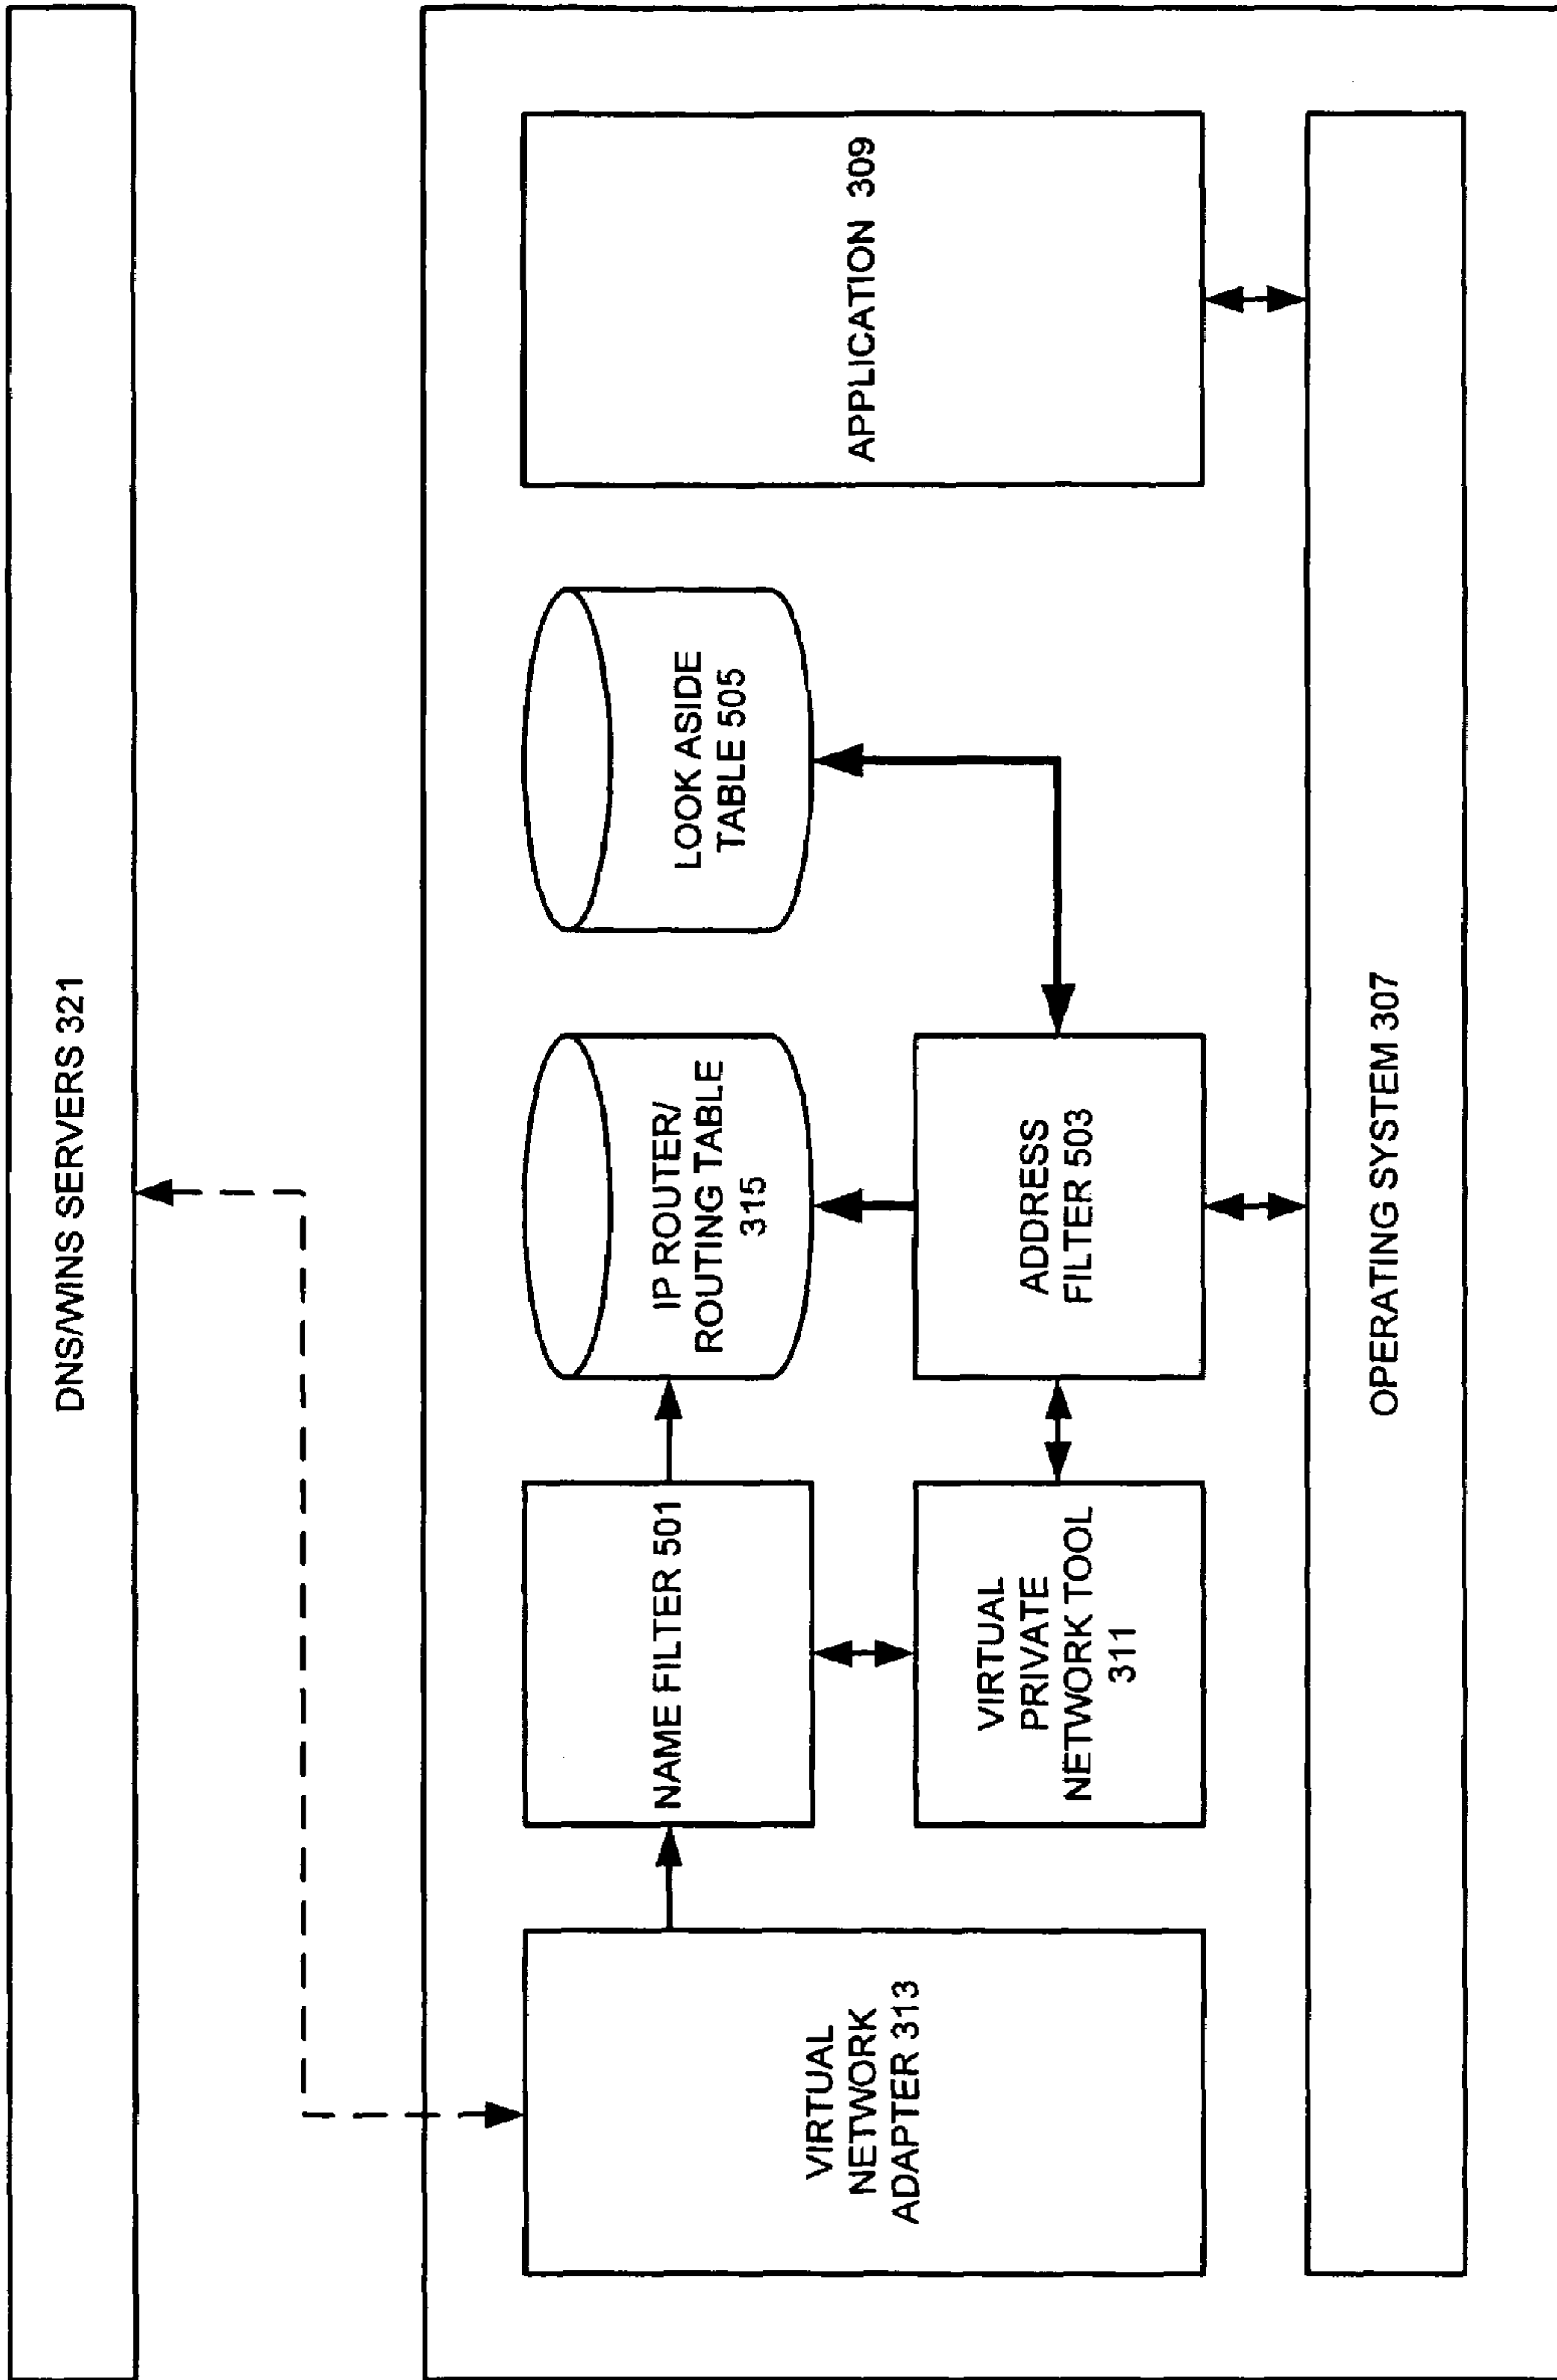 DNS/WINS SERVERS 321
VIRTUAL
NETWORK
ADAPTER 313
NAME FILTER 501
IP ROUTER/
ROUTING TABLE
315
LOOK ASIDE
TABLE 505
APPLICATION 309
VIRTUAL
PRIVATE
NETWORK TOOL
311
ADDRESS
FILTER 503
OPERATING SYSTEM 307